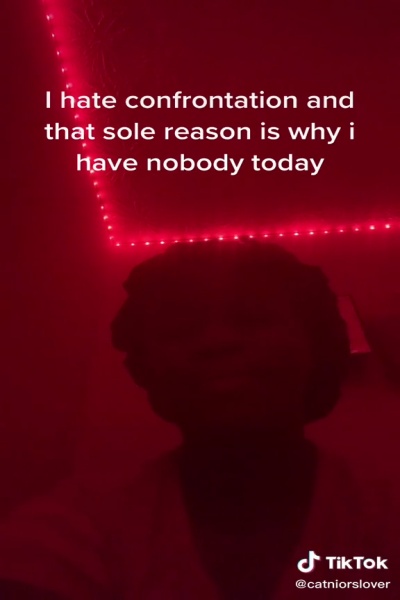 I hate confrontation and
that sole reason is why i
have nobody today
TikTok
@catniorslover